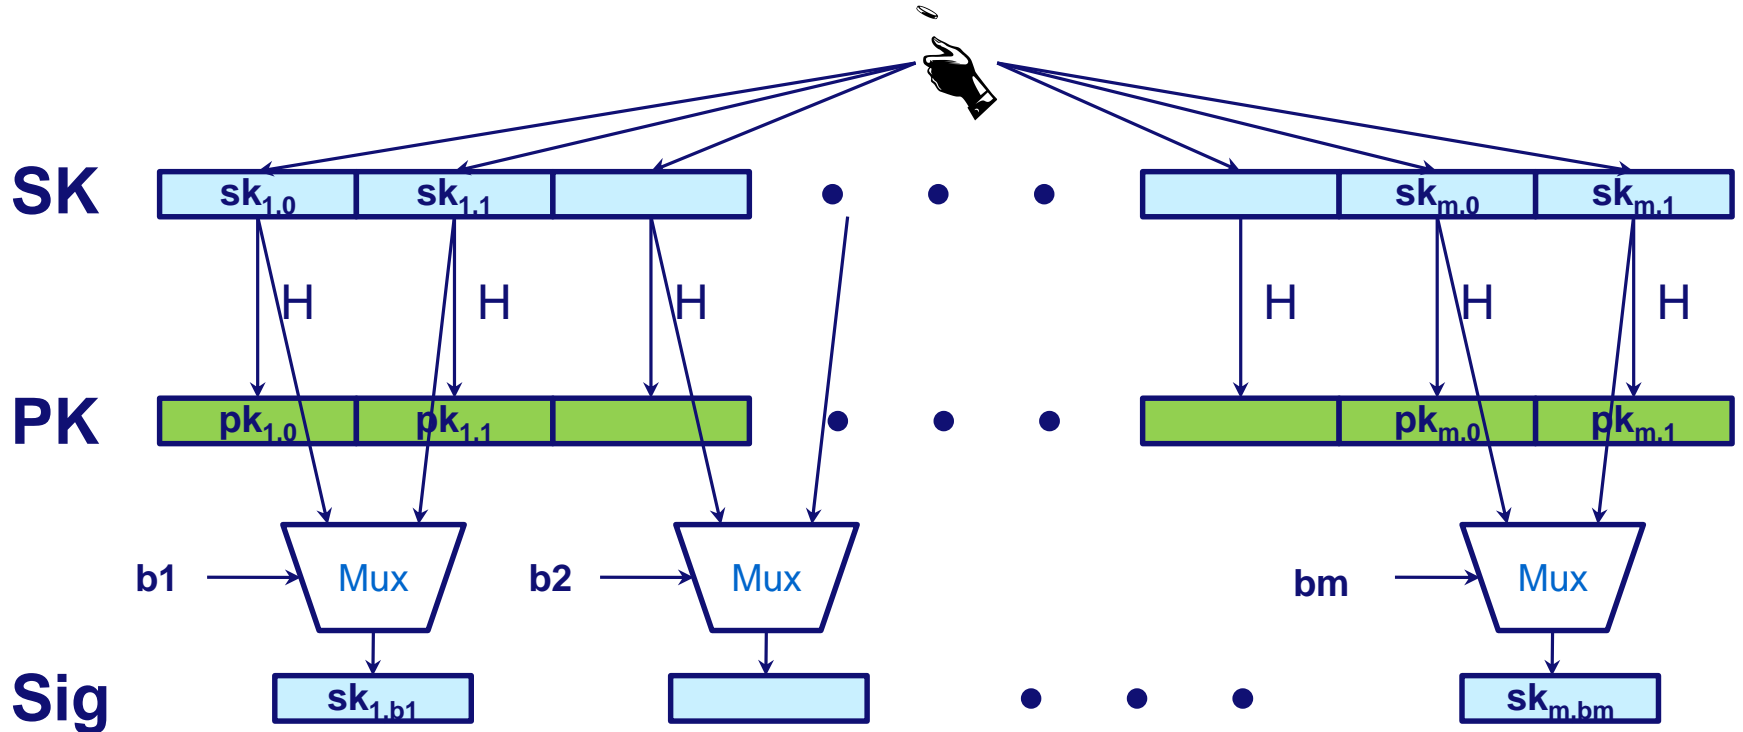 SK sk1,0 sk1,1 skm,0 skm,1
H H H H H H
PK pk1,0 pk1,1 pkm,0 pkm,1
b1 Mux b2 Mux bm Mux
Sig sk1,b1 skm,bm